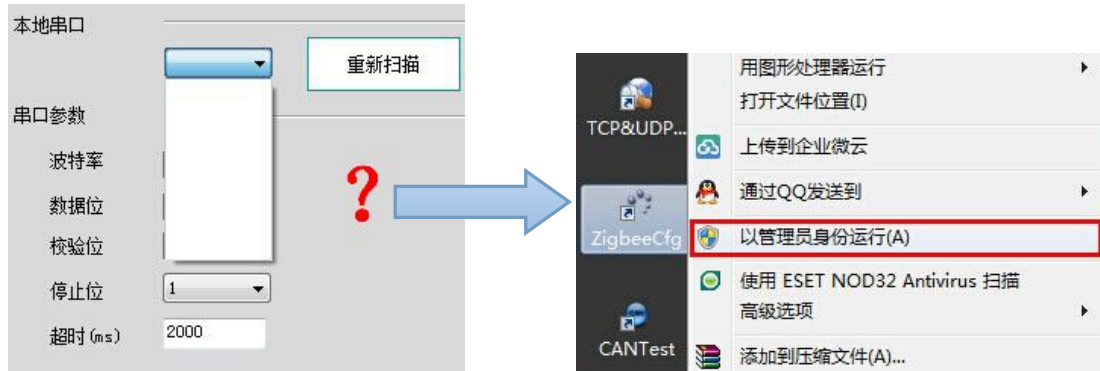 本地串口
重新扫描
串口参数
波特率
数据位
校验位
停止位
1
超时(ms)
2000
?
TCP&UDP...
ZigbeeCfg
CANTest
用图形处理器运行
打开文件位置(I)
上传到企业微云
通过QQ发送到
以管理员身份运行(A)
使用 ESET NOD32 Antivirus 扫描
高级选项
添加到压缩文件(A)...